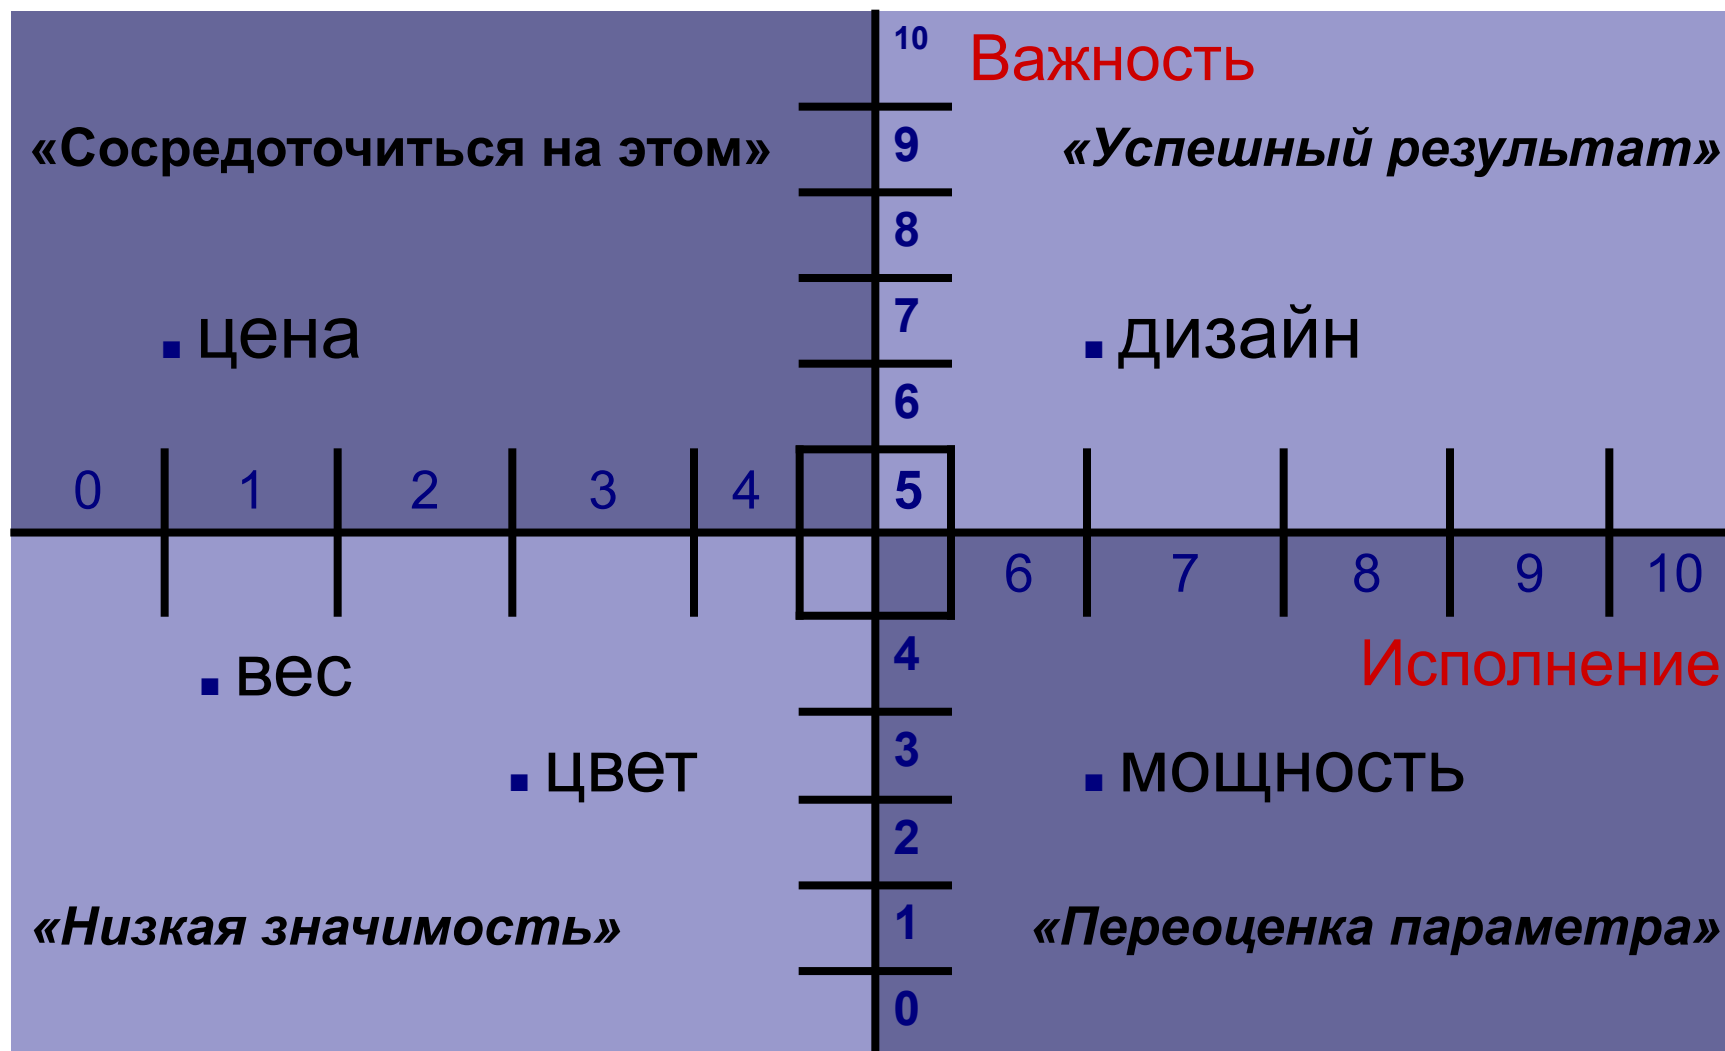 10
Важность
«Сосредоточиться на этом»
9
«Успешный результат»
8
7
цена
дизайн
6
0 1 2 3 4 5
6 7 8 9 10
4
Исполнение
вес
3
цвет
мощность
2
«Низкая значимость»
1
«Переоценка параметра»
0